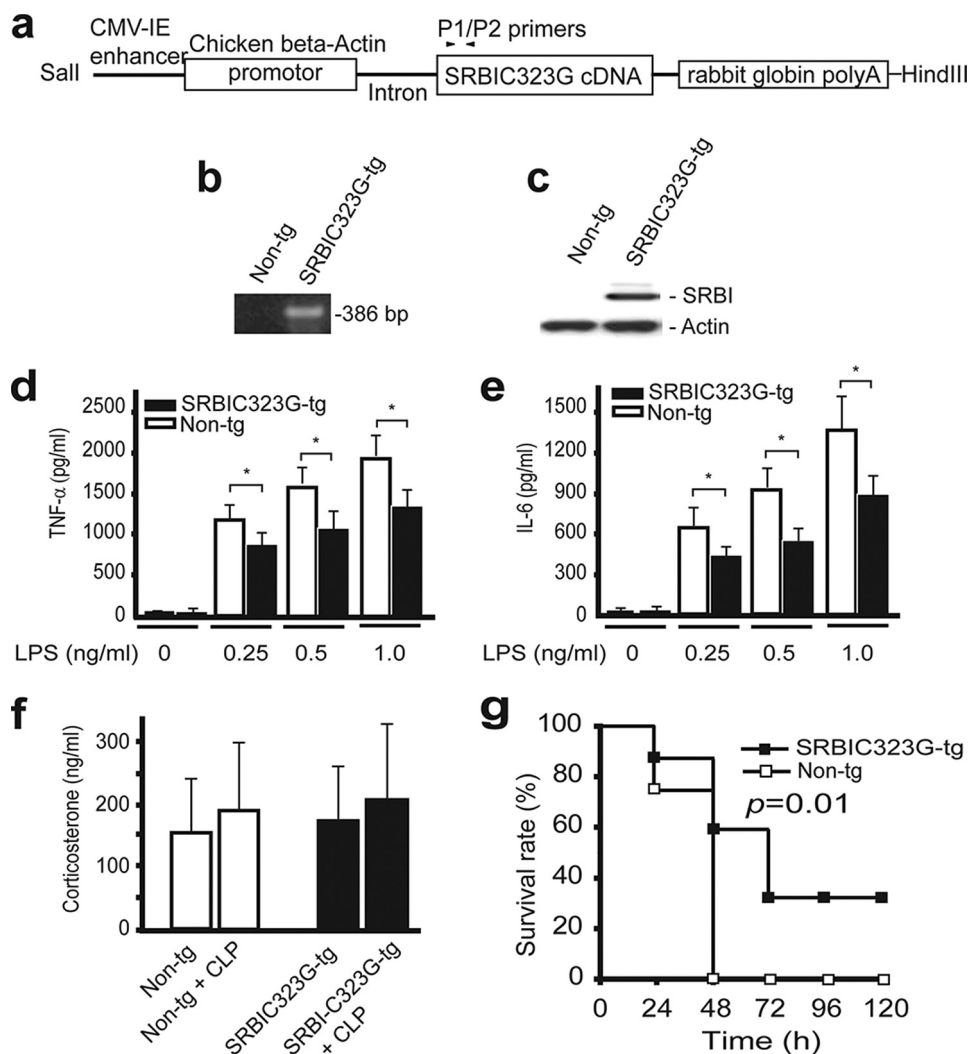 a
CMV-IE
enhancer
Chicken beta-Actin
P1/P2 primers
SalI
promotor
Intron
SRBIC323G cDNA
rabbit globin polyA
HindIII
b
Non-tg
SRBIC323G-tg
-386 bp
c
Non-tg
SRBIC323G-tg
- SRBI
- Actin
d
TNF-α (pg/ml)
2500
2000
1500
1000
500
0
SRBIC323G-tg
Non-tg
*
*
*
LPS (ng/ml)
0
0.25
0.5
1.0
e
IL-6 (pg/ml)
1500
1200
900
600
300
0
SRBIC323G-tg
Non-tg
*
*
*
LPS (ng/ml)
0
0.25
0.5
1.0
f
Corticosterone (ng/ml)
300
200
100
0
Non-tg
Non-tg + CLP
SRBIC323G-tg
SRBI-C323G-tg
+ CLP
g
Survival rate (%)
100
80
60
40
20
0
SRBIC323G-tg
Non-tg
p=0.01
0 24 48 72 96 120
Time (h)